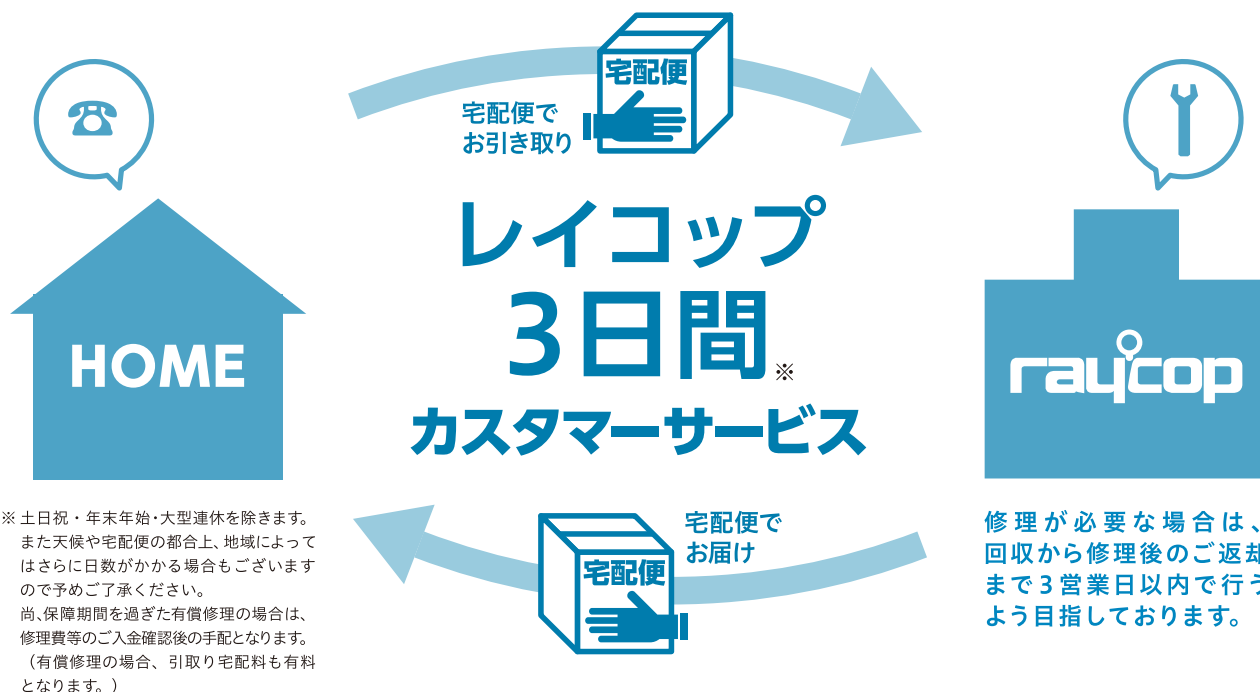 宅配便
宅配便で
お引き取り
レイコップ
3日間※
カスタマーサービス
HOME
raycop
※土日祝・年末年始・大型連休を除きます。
また天候や宅配便の都合上、地域によって
はさらに日数がかかる場合もございます
ので予めご了承ください。
尚、保障期間を過ぎた有償修理の場合は、
修理費等のご入金確認後の手配となります。
（有償修理の場合、引取り宅配料も有料
となります。）
宅配便で
お届け
宅配便
修理が必要な場合は、
回収から修理後のご返却
まで3営業日以内で行う
よう目指しております。